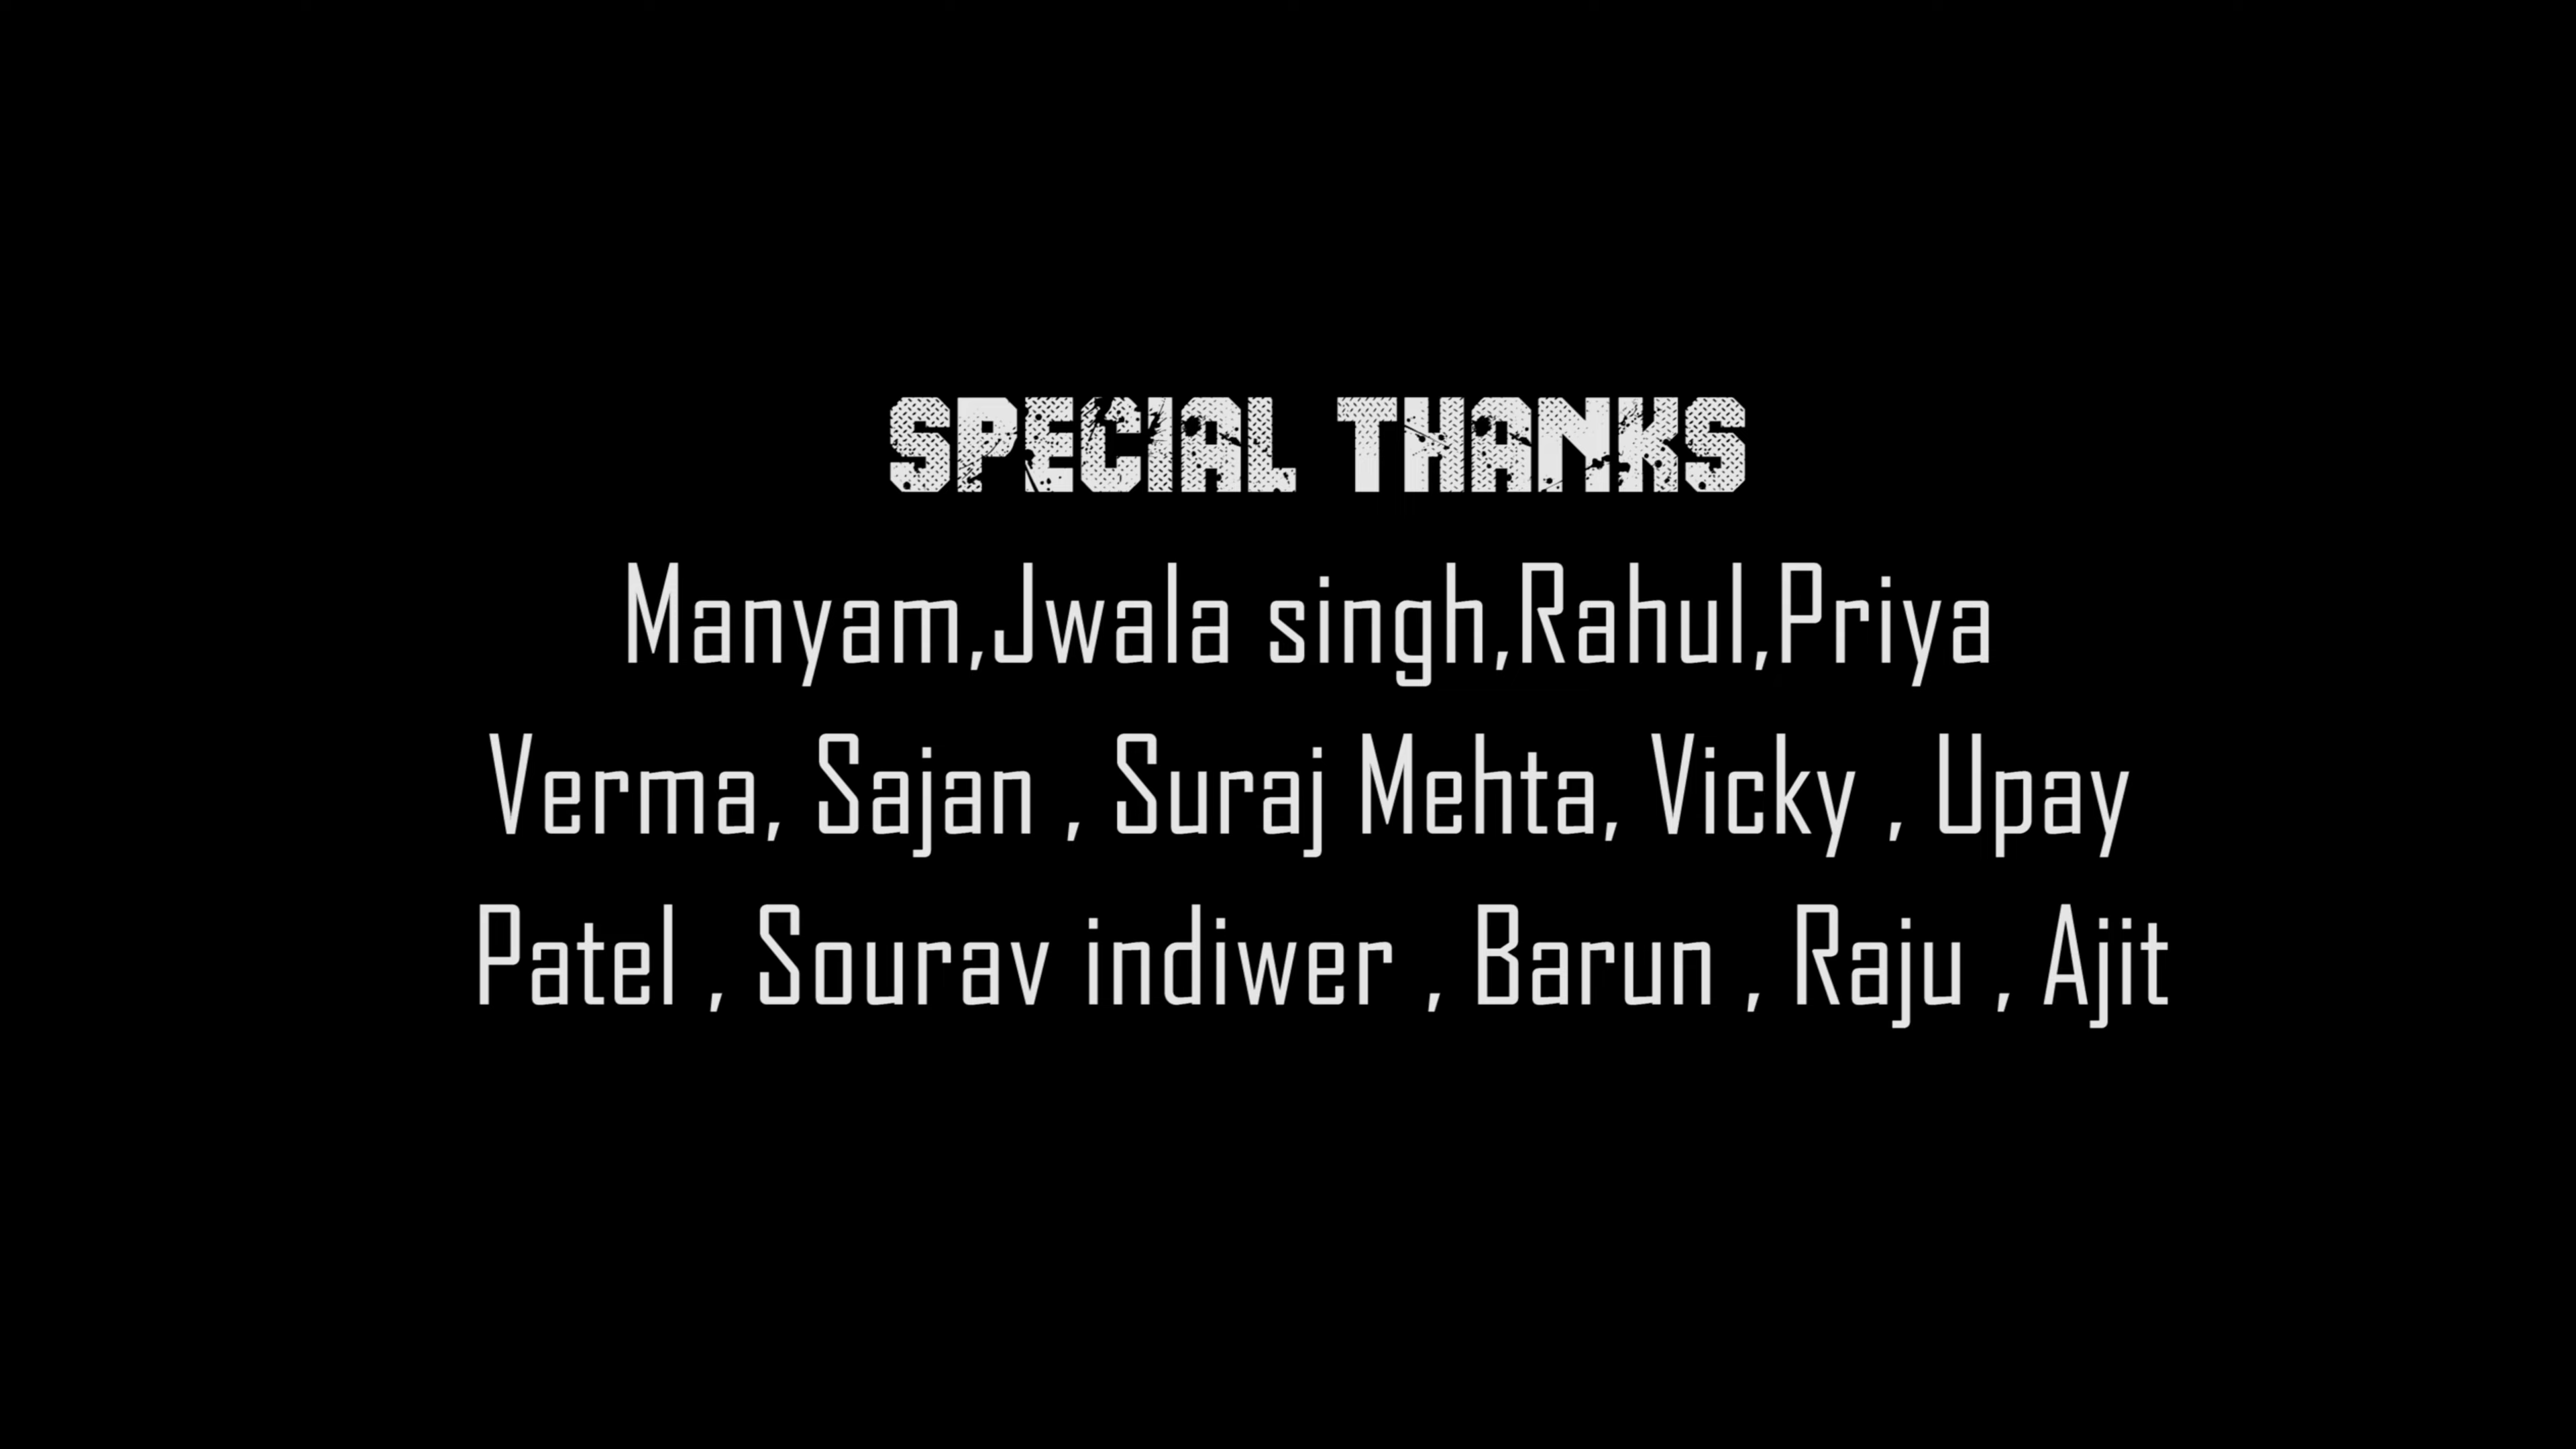 SPECIAL THANKS
Manyam,Jwala singh,Rahul,Priya
Verma, Sajan , Suraj Mehta, Vicky , Upay
Patel , Sourav indiwer , Barun , Raju , Ajit